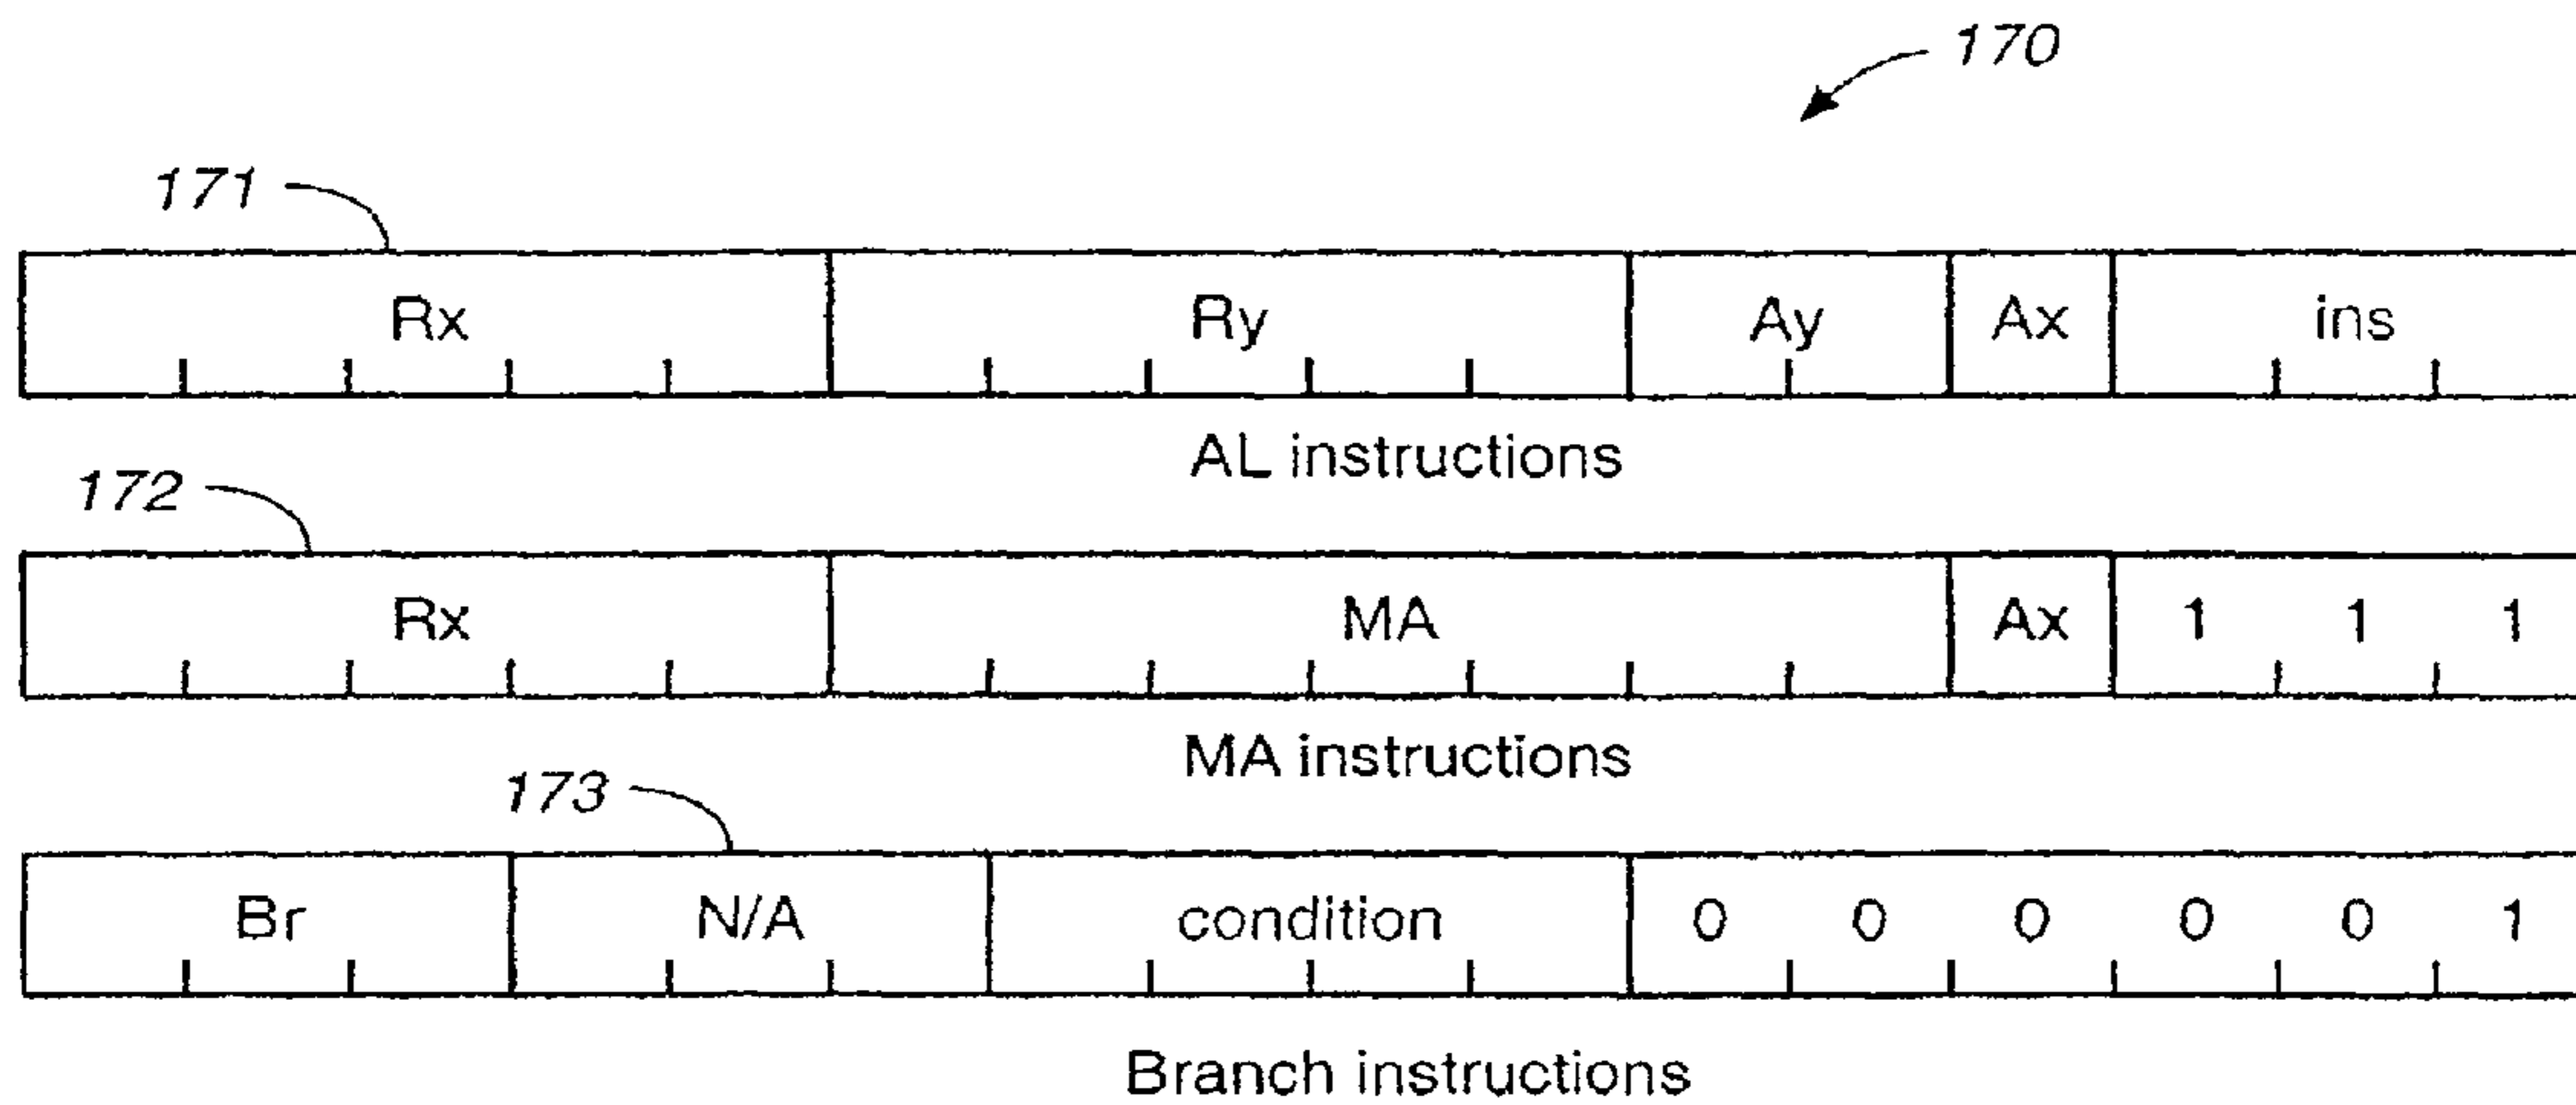 170
171
Rx Ry Ay Ax ins
AL instructions
172
Rx MA Ax 1 1 1
MA instructions
173
Br N/A condition 0 0 0 0 0 1
Branch instructions